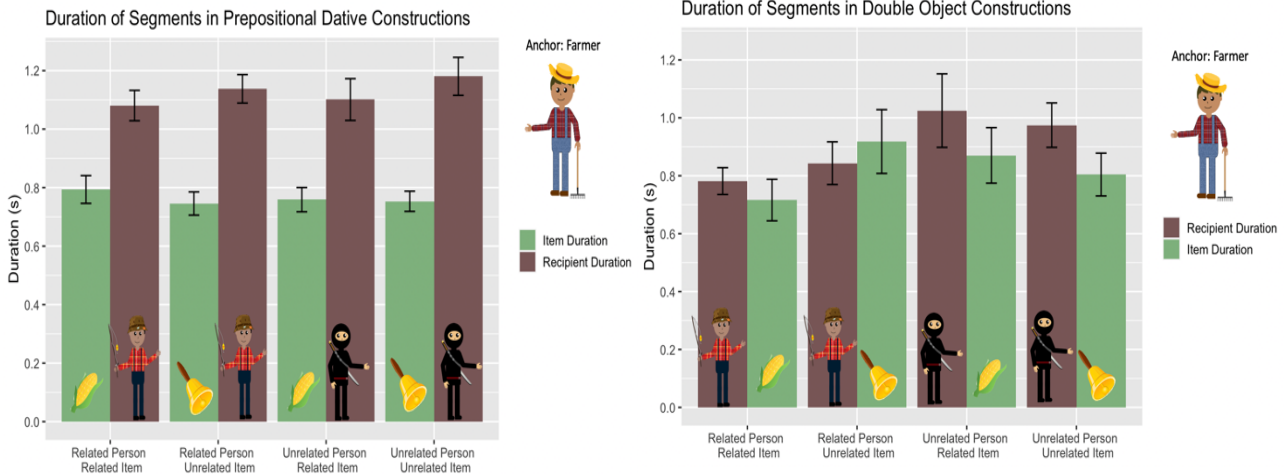 Duration of Segments in Prepositional Dative Constructions
Duration (s)
1.2
1.0
0.8
0.6
0.4
0.2
0.0
Related Person
Related Item
Related Person
Unrelated Item
Unrelated Person
Related Item
Unrelated Person
Unrelated Item
Anchor: Farmer
Item Duration
Recipient Duration
Duration of Segments in Double Object Constructions
Duration (s)
1.2
1.0
0.8
0.6
0.4
0.2
0.0
Related Person
Related Item
Related Person
Unrelated Item
Unrelated Person
Related Item
Unrelated Person
Unrelated Item
Anchor: Farmer
Recipient Duration
Item Duration